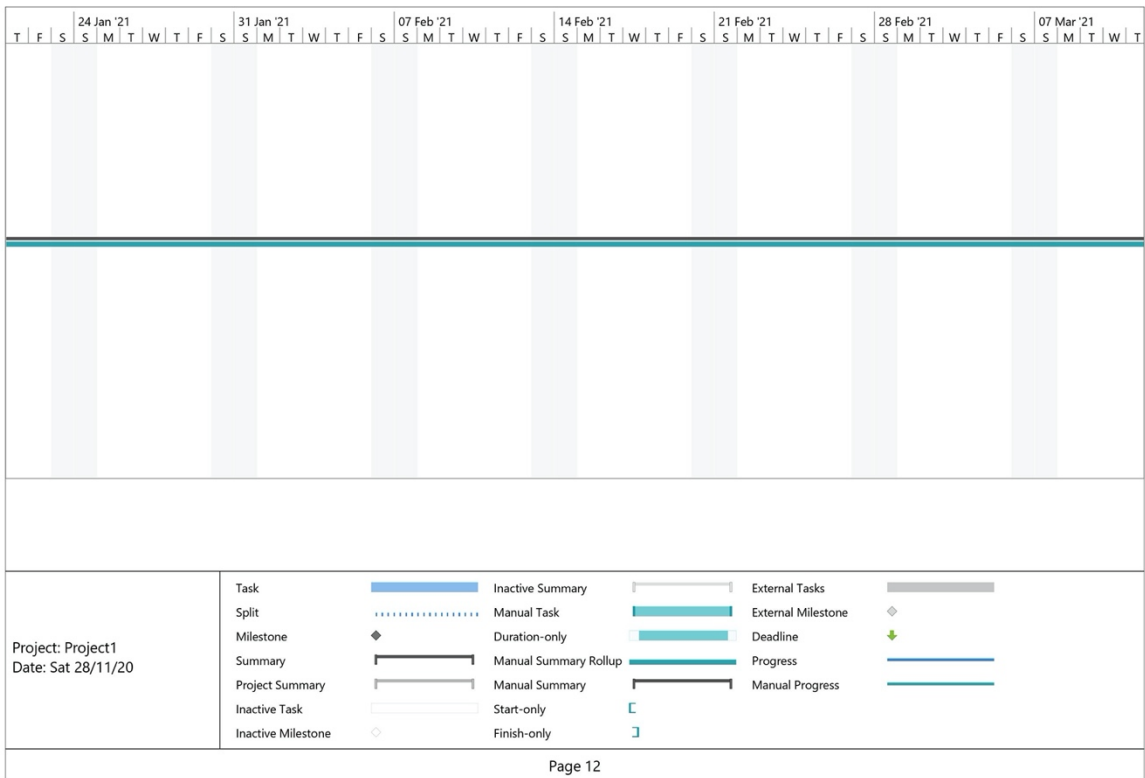 24 Jan '21 31 Jan '21 07 Feb '21 14 Feb '21 21 Feb '21 28 Feb '21 07 Mar '21
T F S S M T W T F S S M T W T F S S M T W T F S S M T W T F S S M T W T F S S M T W T F S S M T W T
Task Inactive Summary External Tasks
Split Manual Task External Milestone
Milestone Duration-only Deadline
Project: Project1
Date: Sat 28/11/20
Summary Manual Summary Rollup Progress
Project Summary Manual Summary Manual Progress
Inactive Task Start-only
Inactive Milestone Finish-only
Page 12